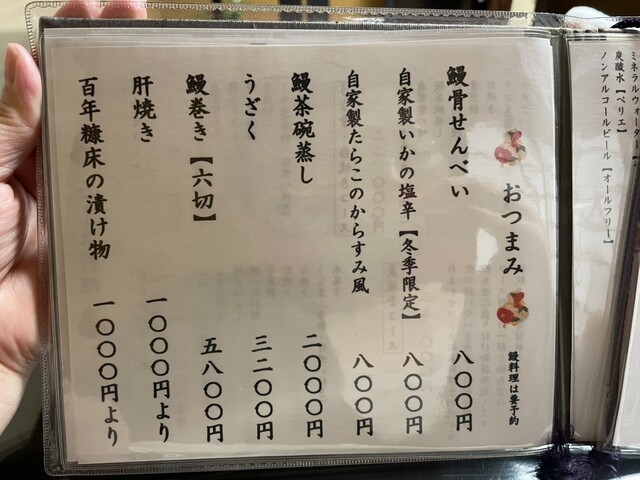 ミネラルウォーター
炭酸水【ペリエ】
ノンアルコールビール【オールフリー】
おつまみ
鰻料理は要予約
鰻骨せんべい 八〇〇円
自家製いかの塩辛【冬季限定】 八〇〇円
自家製たらこのからすみ風 八〇〇円
鰻茶碗蒸し 二〇〇〇円
うざく 三二〇〇円
鰻巻き【六切】 五八〇〇円
肝焼き 一〇〇〇円より
百年糠床の漬け物 一〇〇〇円より